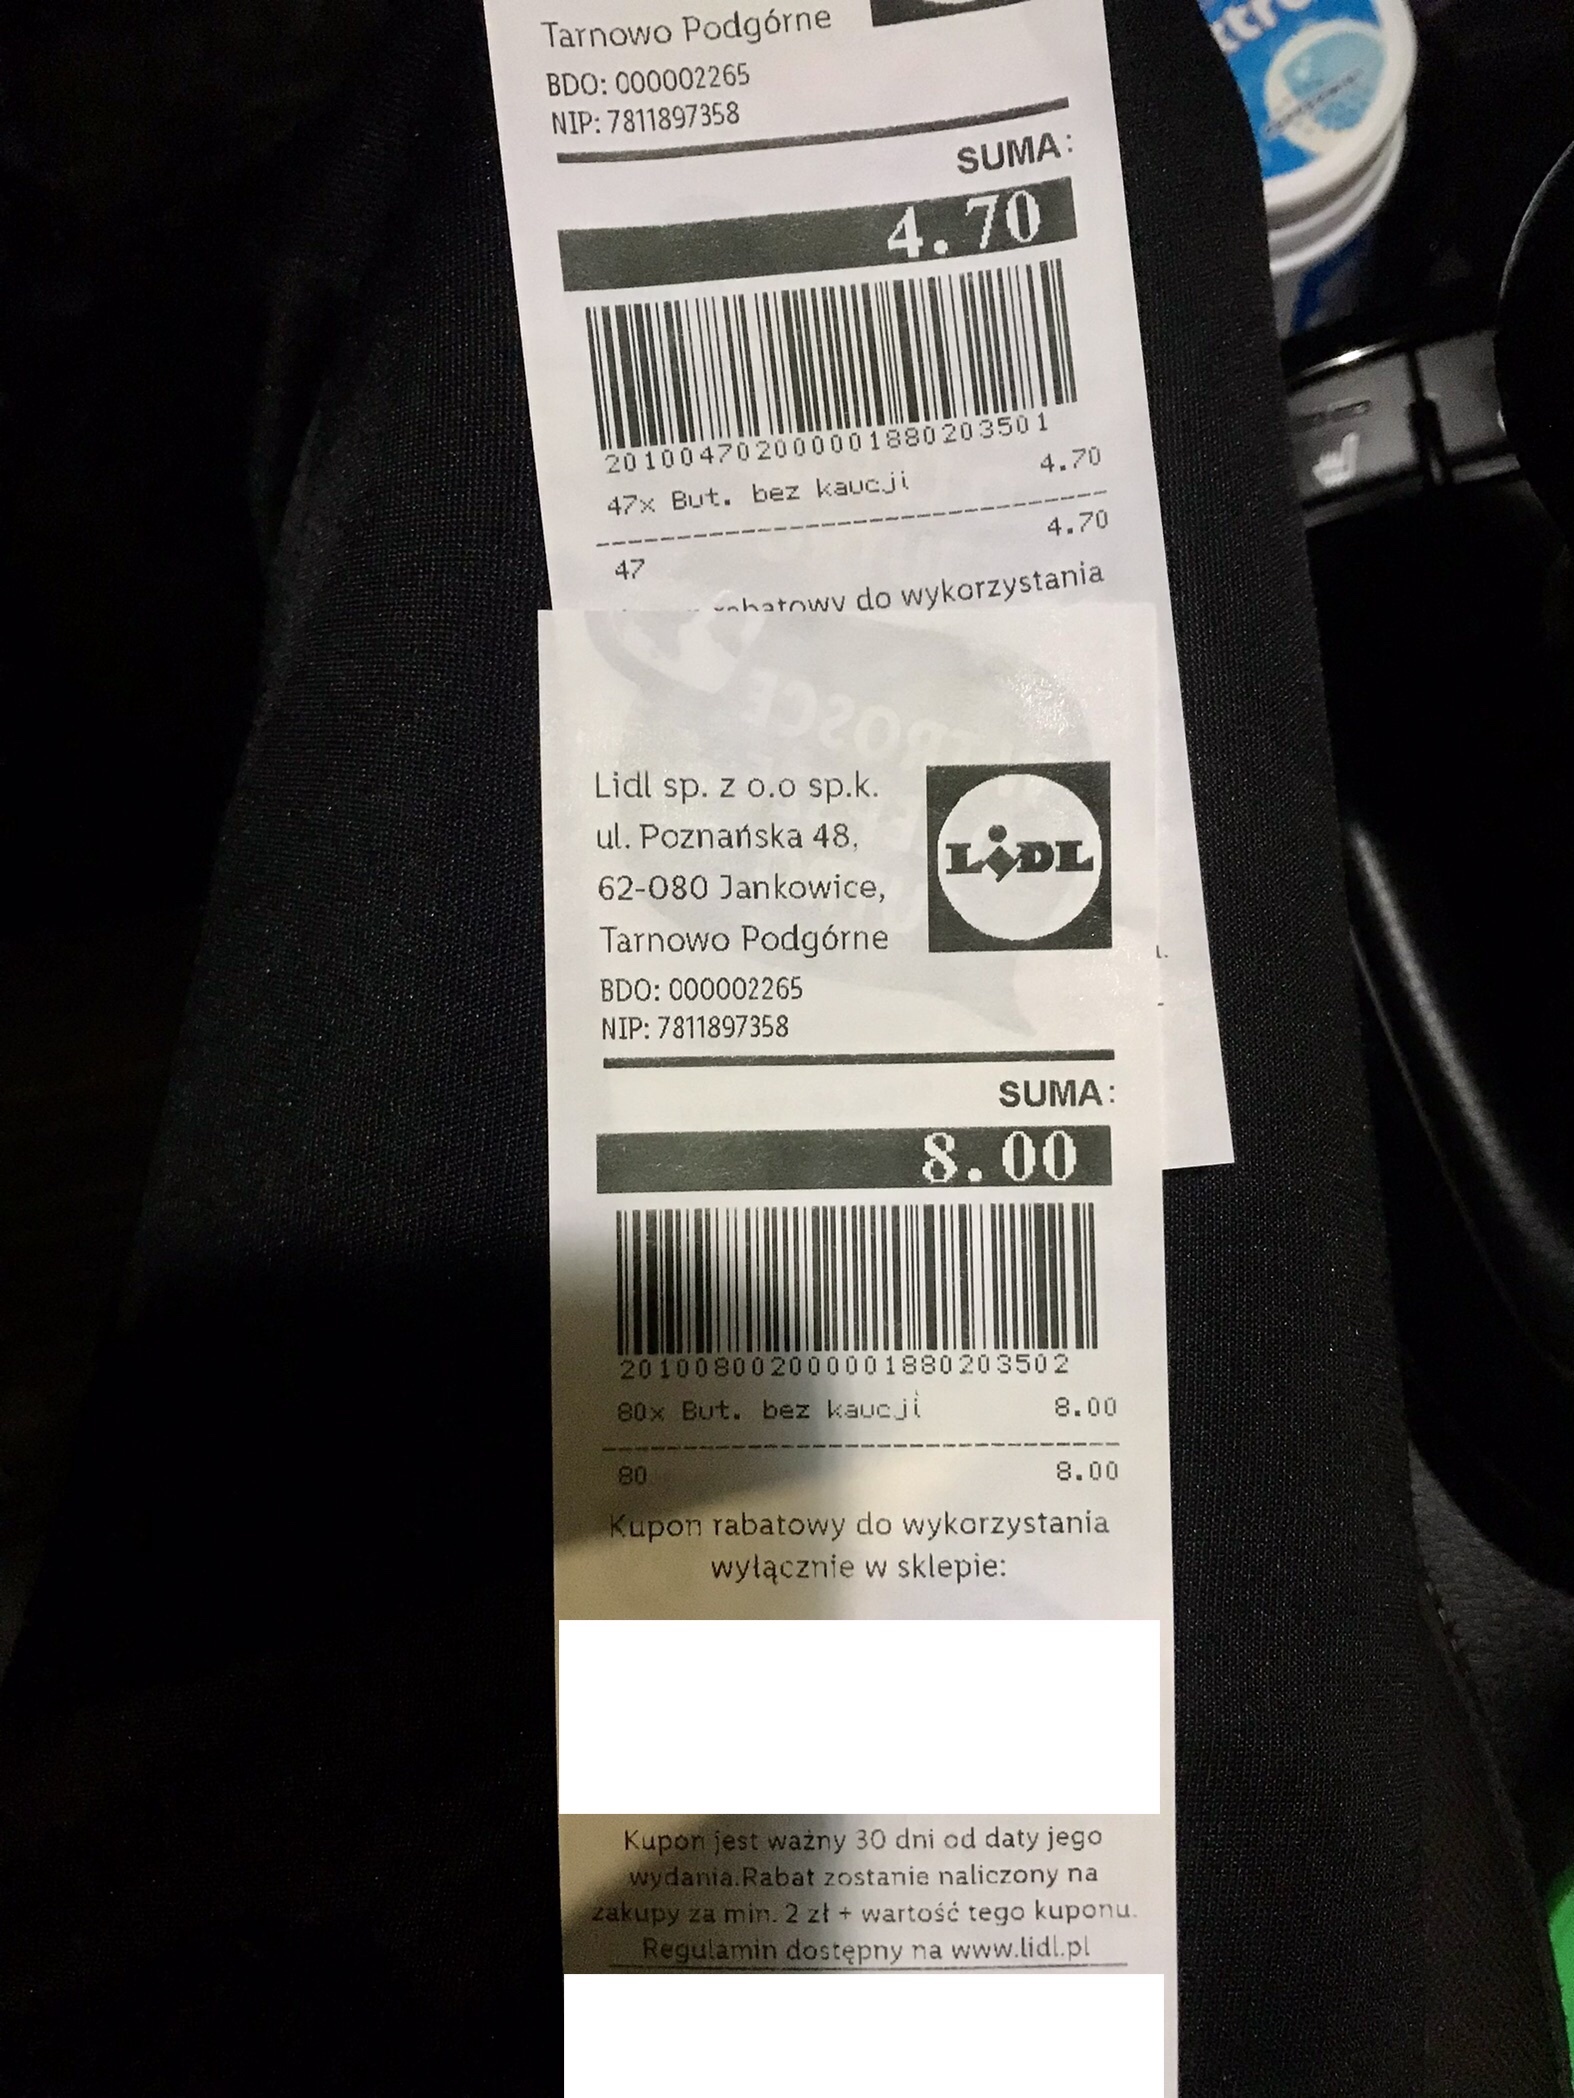 Tarnowo Podgórne
BDO: 000002265
NIP: 7811897358
SUMA:
4.70
2010047020000001880203501
47x But. bez kaucji 4.70
47 4.70
do wykorzystania
Lidl sp. z o.o sp.k.
ul. Poznańska 48,
62-080 Jankowice,
Tarnowo Podgórne
LIDL
BDO: 000002265
NIP: 7811897358
SUMA:
8.00
2010080020000001880203502
80x But. bez kaucji 8.00
80 8.00
Kupon rabatowy do wykorzystania
wyłącznie w sklepie:
Kupon jest ważny 30 dni od daty jego
wydania.Rabat zostanie naliczony na
zakupy za min. 2 zł + wartość tego kuponu.
Regulamin dostępny na www.lidl.pl